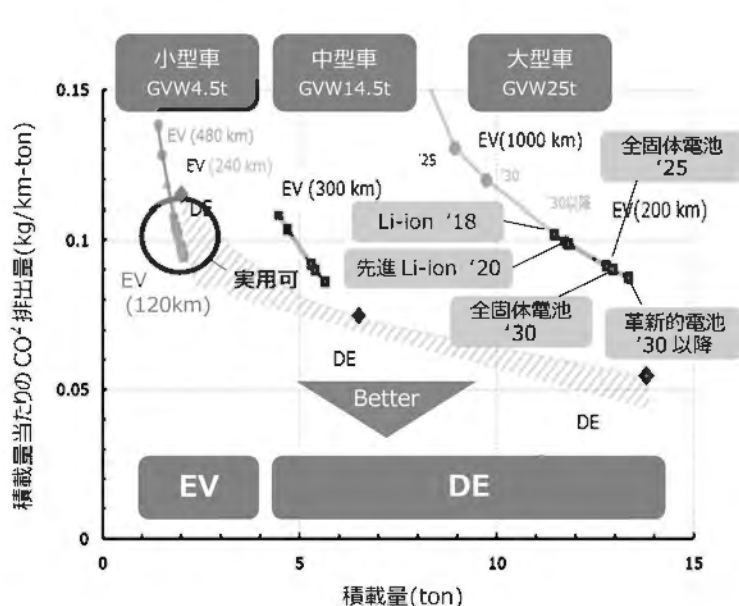 小型車
GVW4.5t
中型車
GVW14.5t
大型車
GVW25t
積載量当たりのCO² 排出量(kg/km-ton)
0.15
0.1
0.05
0
EV (480 km)
EV (240 km)
DE
EV
(120km)
実用可
EV (300 km)
DE
'25
EV(1000 km)
'30
'30以降
EV(200 km)
全固体電池
'25
Li-ion '18
先進 Li-ion '20
全固体電池
'30
革新的電池
'30 以降
DE
Better
EV
DE
0
5
10
15
積載量(ton)